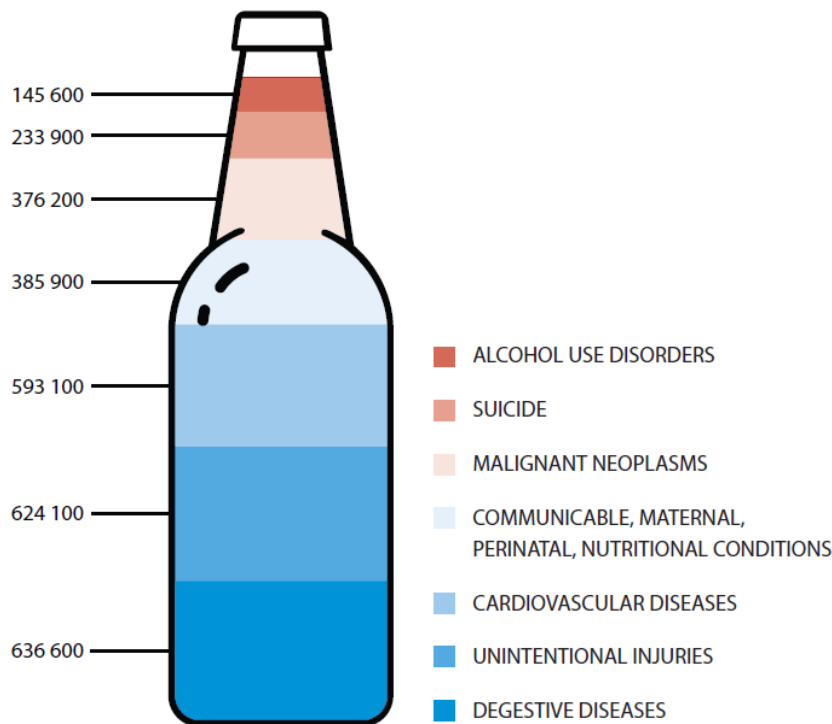 145 600
233 900
376 200
385 900
593 100
624 100
636 600
ALCOHOL USE DISORDERS
SUICIDE
MALIGNANT NEOPLASMS
COMMUNICABLE, MATERNAL,
PERINATAL, NUTRITIONAL CONDITIONS
CARDIOVASCULAR DISEASES
UNINTENTIONAL INJURIES
DEGESTIVE DISEASES